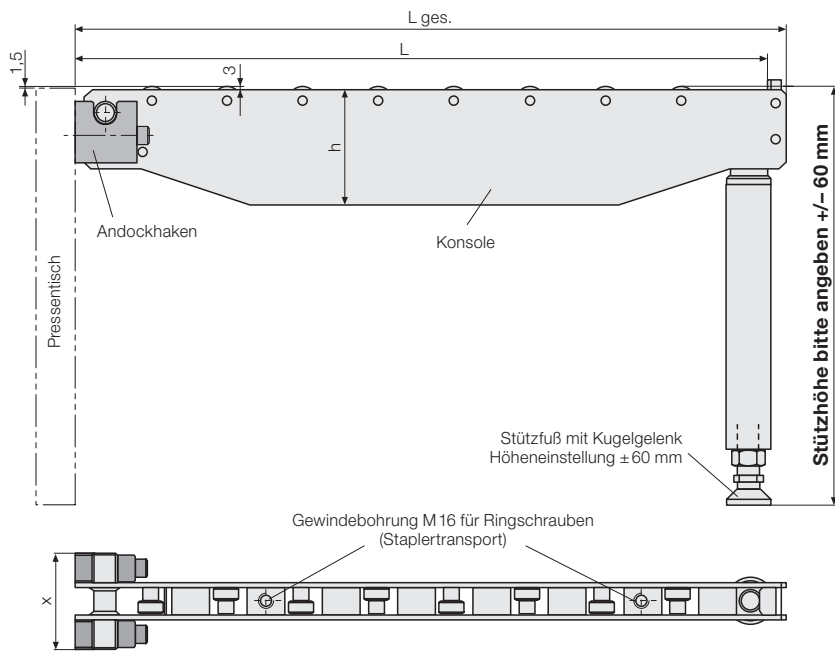 L ges.
L
1,5
3
h
Andockhaken
Konsole
Pressentisch
Stützhöhe bitte angeben +/– 60 mm
Stützfuß mit Kugelgelenk
Höheneinstellung ±60 mm
Gewindebohrung M16 für Ringschrauben
(Staplertransport)
x